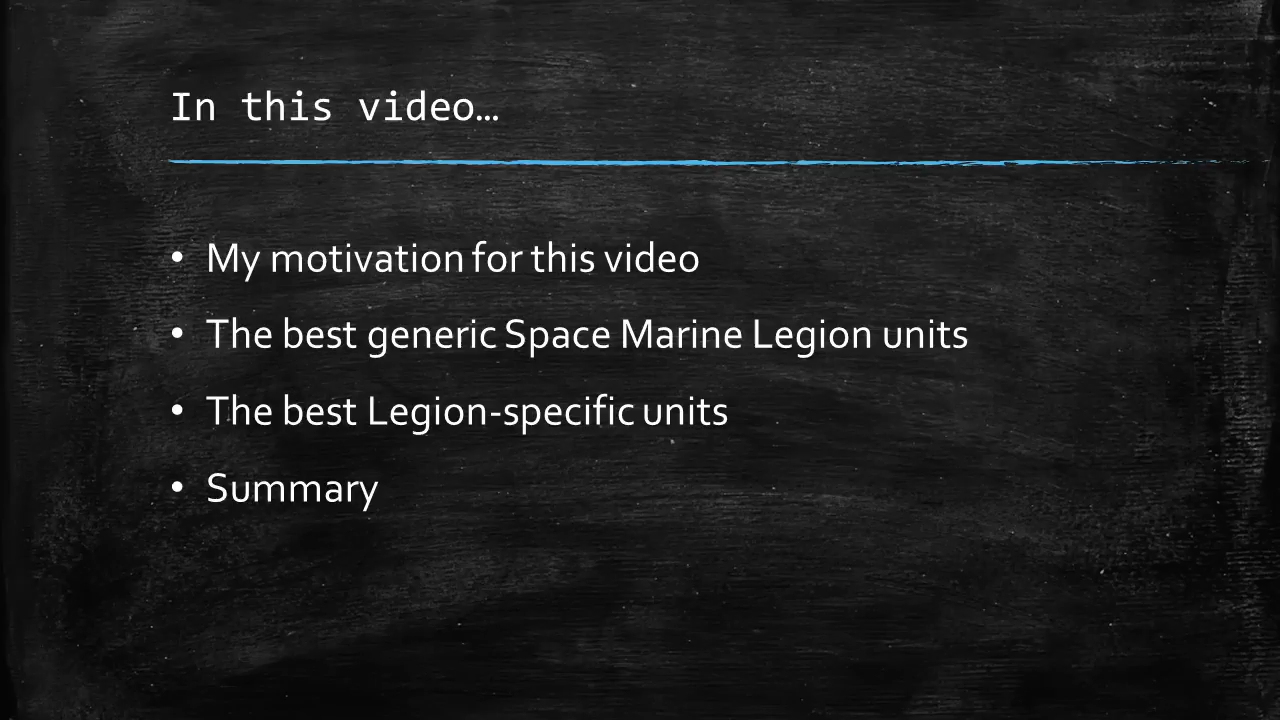 In this video…
• My motivation for this video
• The best generic Space Marine Legion units
• The best Legion-specific units
• Summary